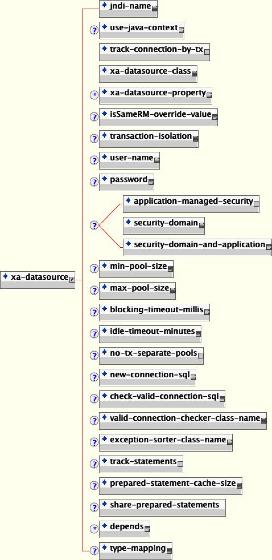 jndi-name
use-java-context
track-connection-by-tx
xa-datasource-class
xa-datasource-property
isSameRM-override-value
transaction-isolation
user-name
password
application-managed-security
security-domain
security-domain-and-application
xa-datasource
min-pool-size
max-pool-size
blocking-timeout-millis
idle-timeout-minutes
no-tx-separate-pools
new-connection-sql
check-valid-connection-sql
valid-connection-checker-class-name
exception-sorter-class-name
track-statements
prepared-statement-cache-size
share-prepared-statements
depends
type-mapping